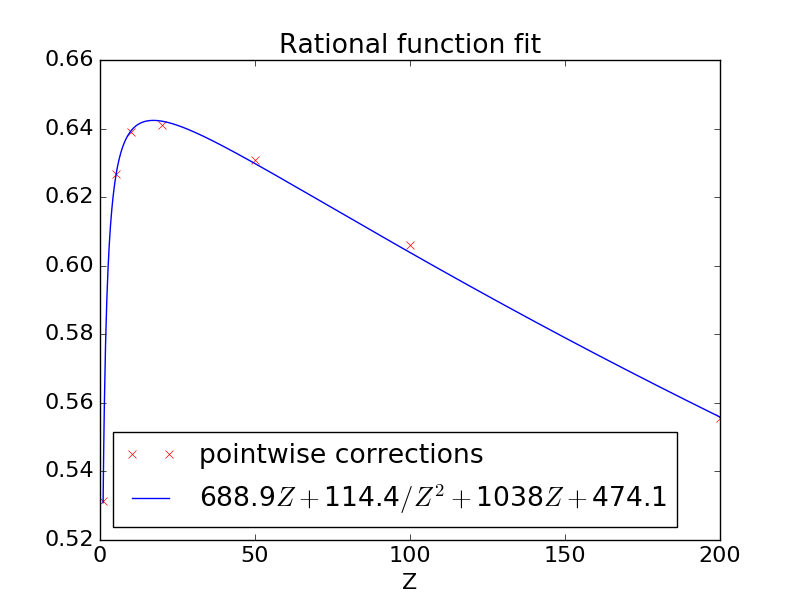 Rational function fit
0.66
0.64
0.62
0.60
0.58
0.56
0.54
0.52
pointwise corrections
688.9Z + 114.4/Z² + 1038Z + 474.1
0 50 100 150 200
Z